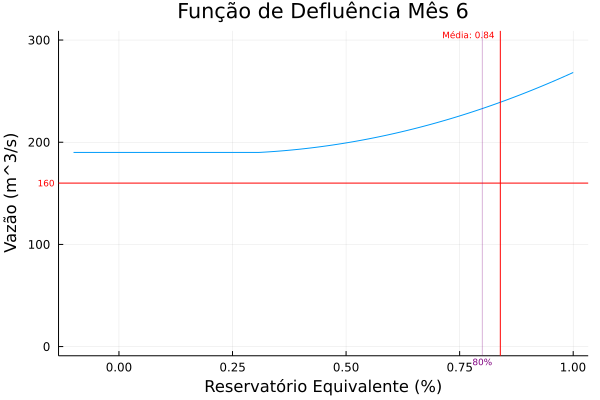 Função de Defluência Mês 6
Média: 0.84
300
200
160
100
0
Vazão (m^3/s)
0.00
0.25
0.50
0.75
80%
1.00
Reservatório Equivalente (%)